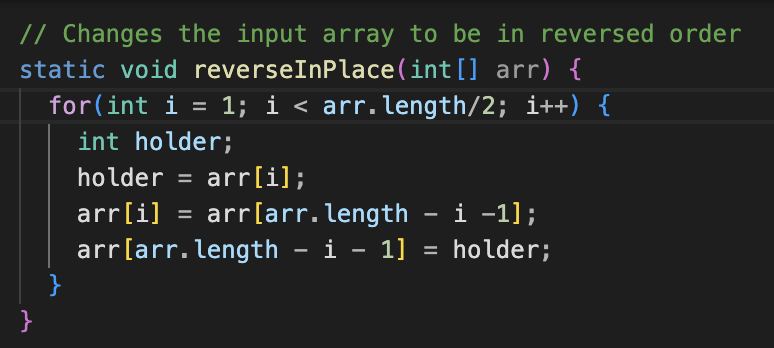 // Changes the input array to be in reversed order
static void reverseInPlace(int[] arr) {
for(int i = 1; i < arr.length/2; i++) {
int holder;
holder = arr[i];
arr[i] = arr[arr.length - i -1];
arr[arr.length - i - 1] = holder;
}
}